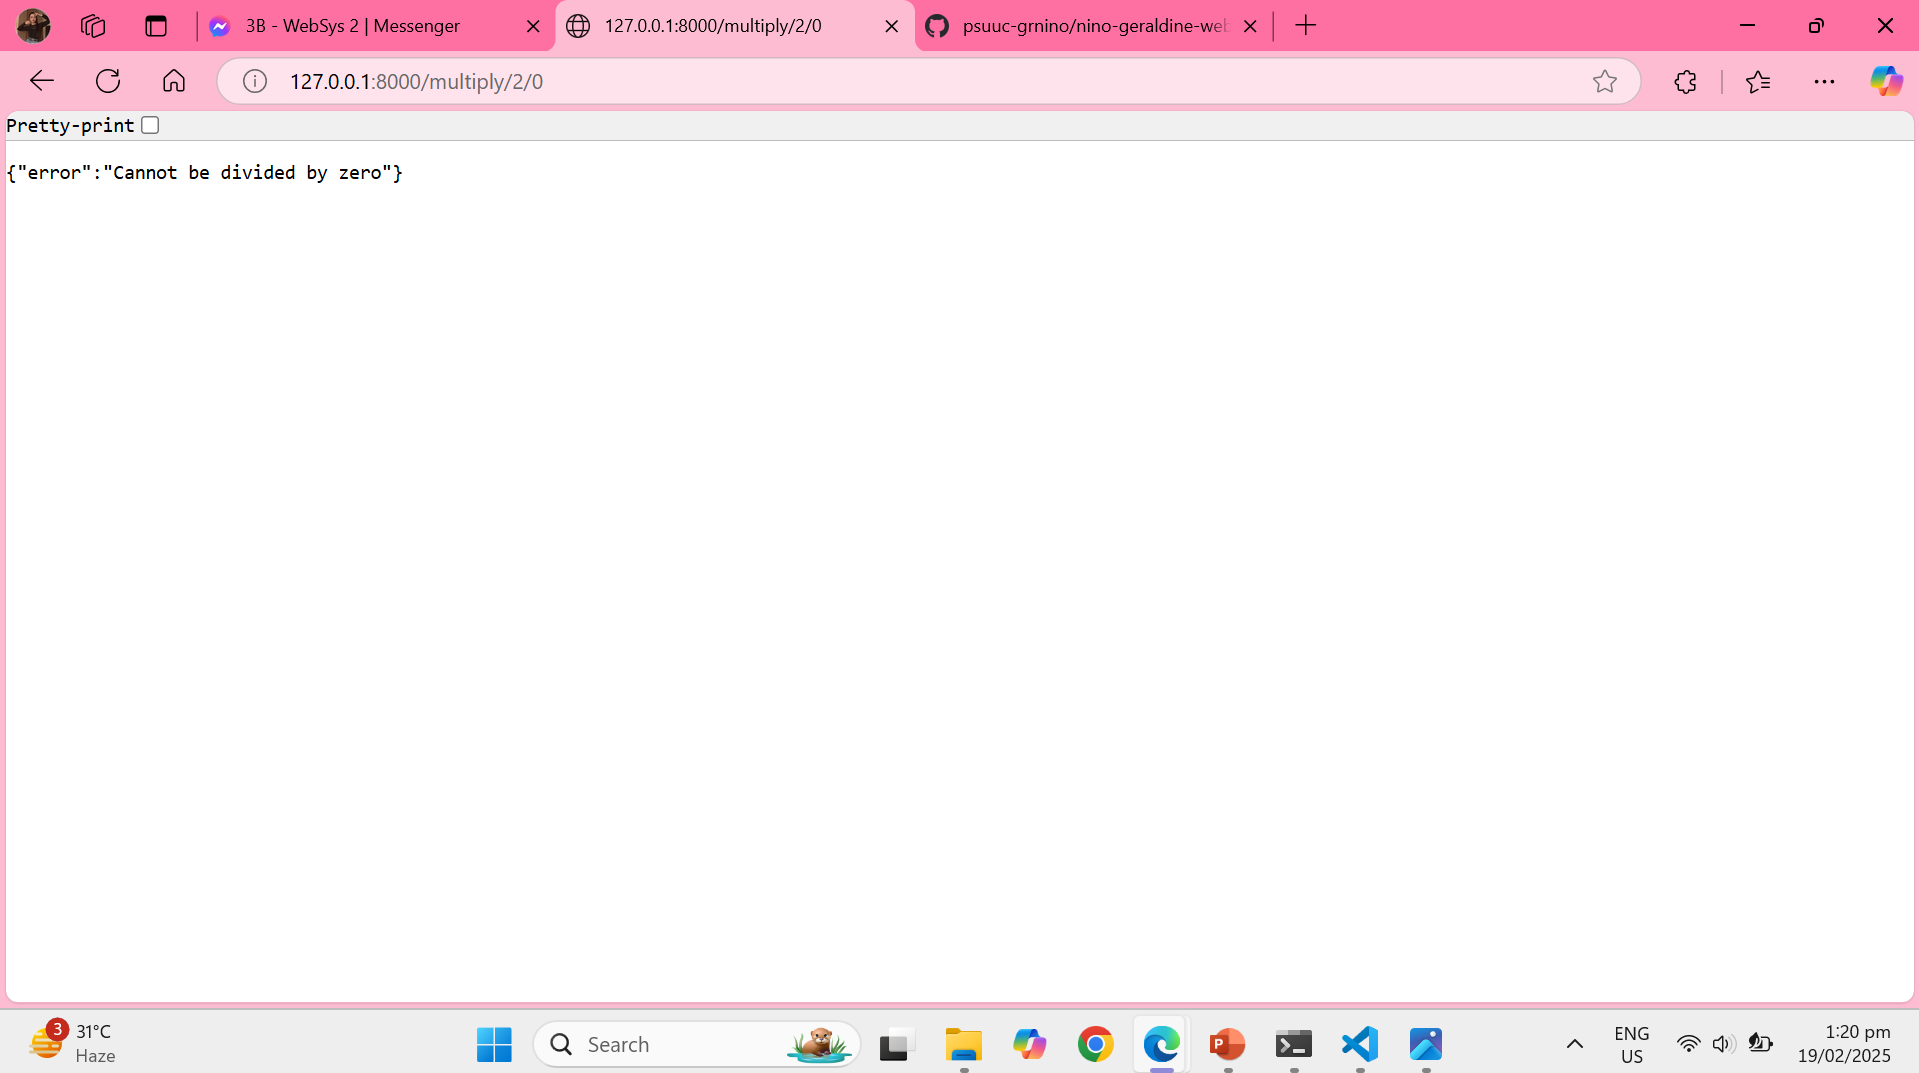 3B - WebSys 2 | Messenger
127.0.0.1:8000/multiply/2/0
psuuc-grnino/nino-geraldine-web
127.0.0.1:8000/multiply/2/0
Pretty-print
{"error":"Cannot be divided by zero"}
3
31°C
Haze
Search
P
ENG
US
1:20 pm
19/02/2025